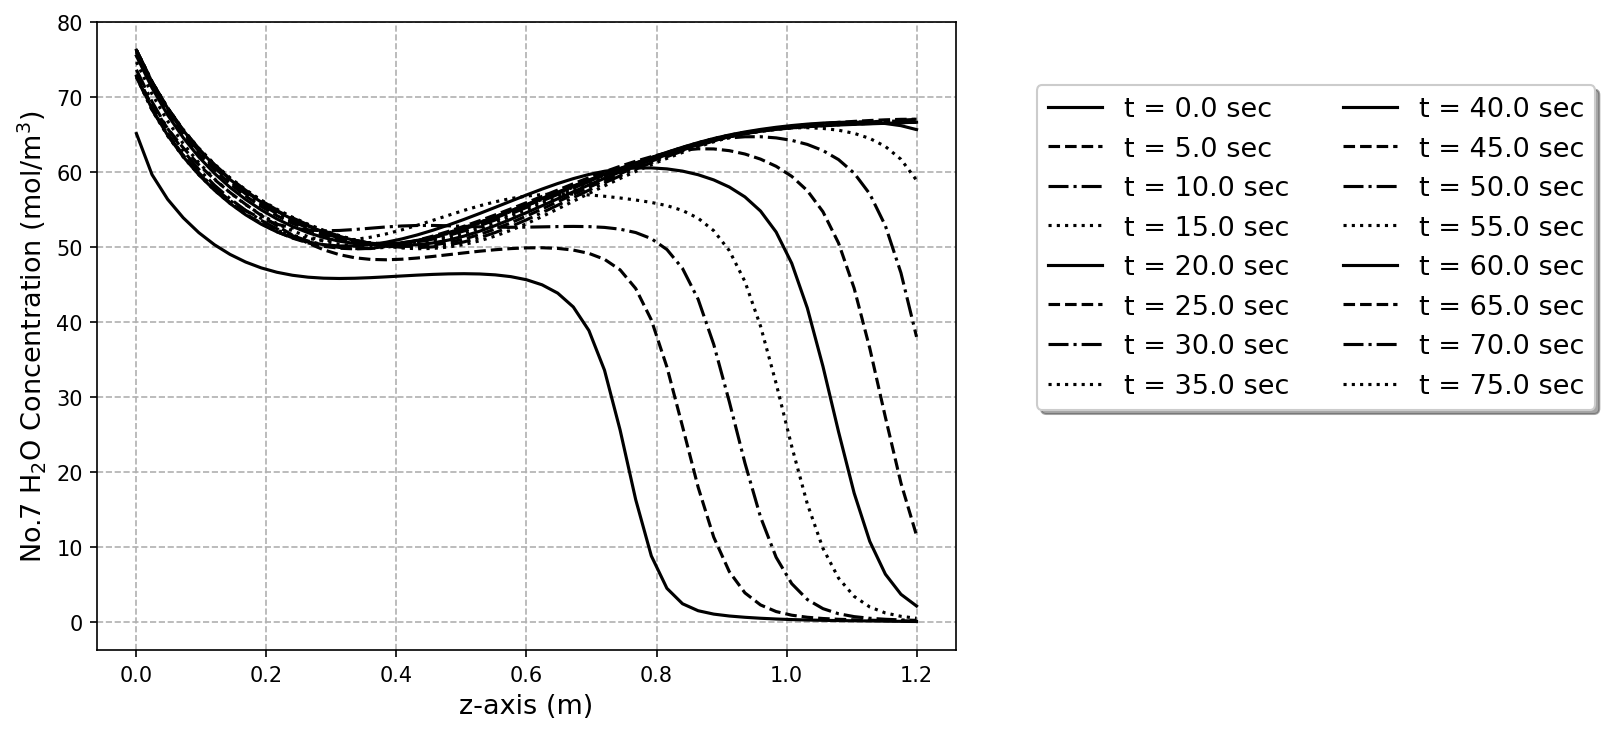 No.7 H₂O Concentration (mol/m³)
80
70
60
50
40
30
20
10
0
0.0 0.2 0.4 0.6 0.8 1.0 1.2
z-axis (m)
t = 0.0 sec
t = 5.0 sec
t = 10.0 sec
t = 15.0 sec
t = 20.0 sec
t = 25.0 sec
t = 30.0 sec
t = 35.0 sec
t = 40.0 sec
t = 45.0 sec
t = 50.0 sec
t = 55.0 sec
t = 60.0 sec
t = 65.0 sec
t = 70.0 sec
t = 75.0 sec